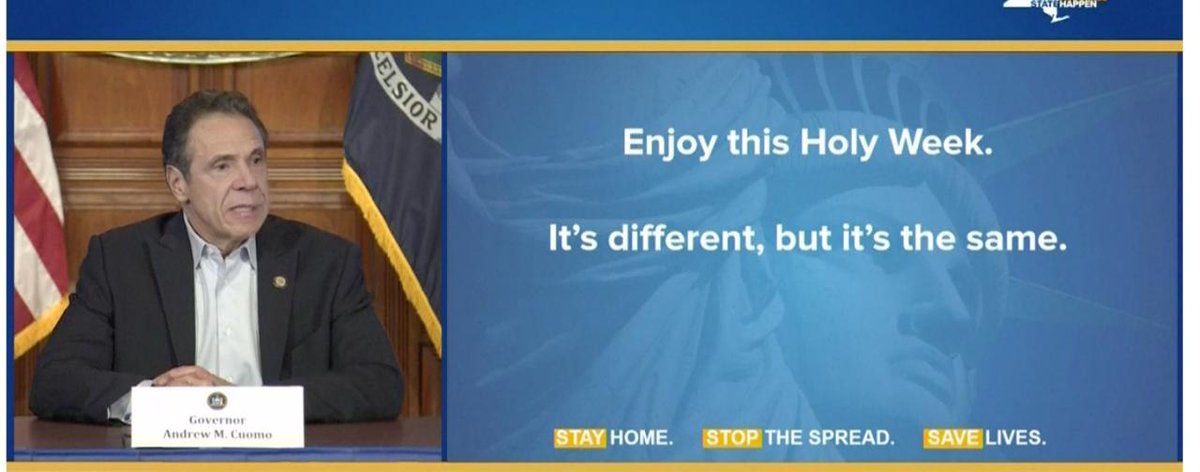 STATE HAPPEN
ELSIOR
Enjoy this Holy Week.
It's different, but it's the same.
Governor
Andrew M. Cuomo
STAY HOME. STOP THE SPREAD. SAVE LIVES.